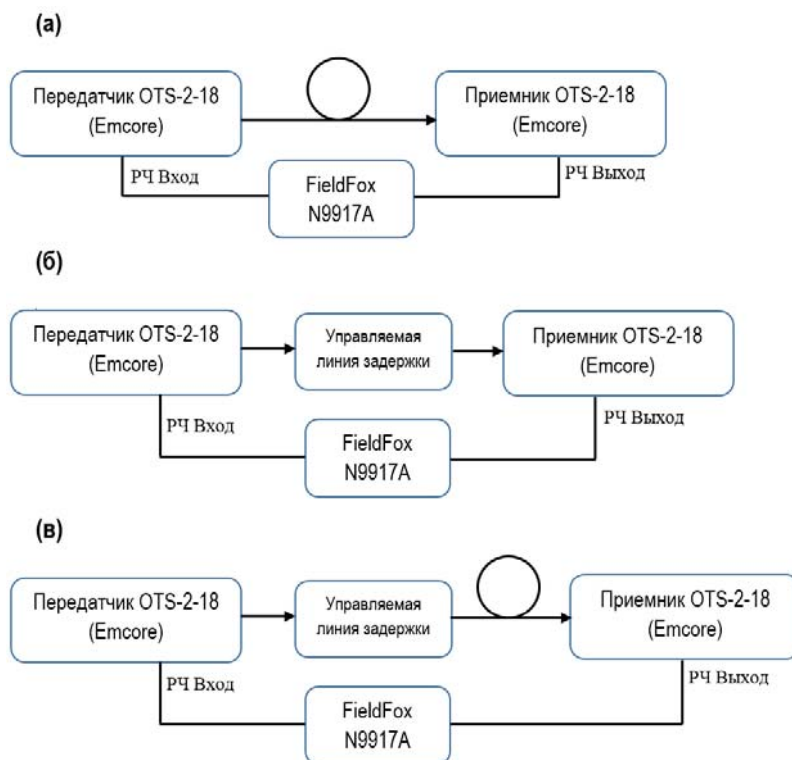 (а)
Передатчик OTS-2-18
(Emcore)
Приемник OTS-2-18
(Emcore)
РЧ Вход
FieldFox
N9917A
РЧ Выход
(б)
Передатчик OTS-2-18
(Emcore)
Управляемая
линия задержки
Приемник OTS-2-18
(Emcore)
РЧ Вход
FieldFox
N9917A
РЧ Выход
(в)
Передатчик OTS-2-18
(Emcore)
Управляемая
линия задержки
Приемник OTS-2-18
(Emcore)
РЧ Вход
FieldFox
N9917A
РЧ Выход